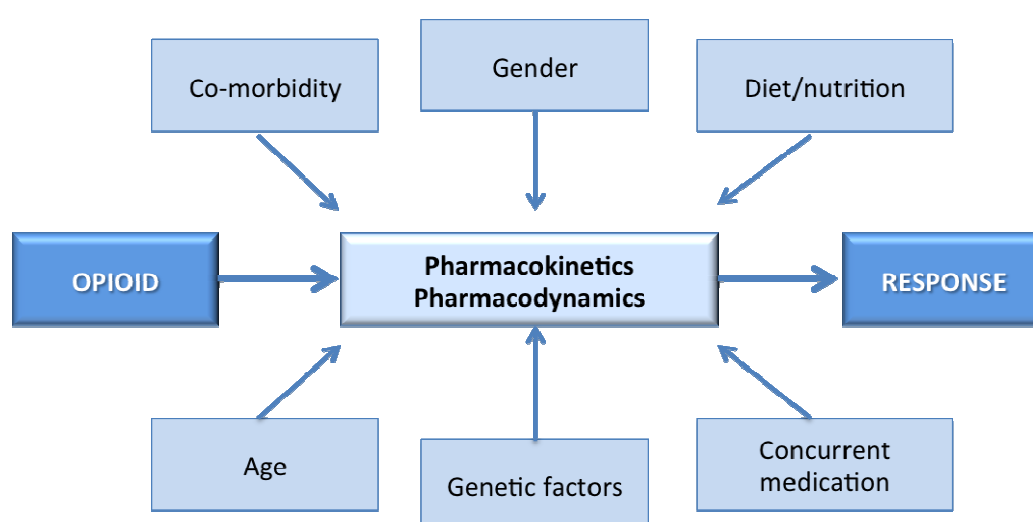 Co-morbidity
Gender
Diet/nutrition
OPIOID
Pharmacokinetics
Pharmacodynamics
RESPONSE
Age
Genetic factors
Concurrent
medication